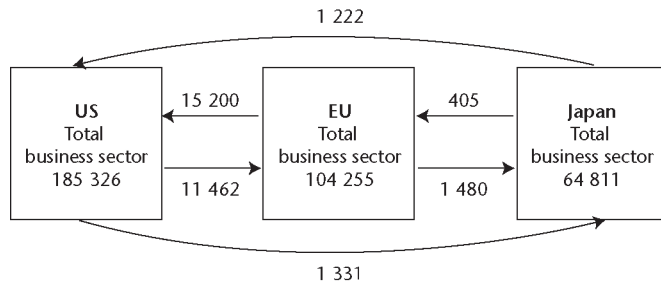 1 222
US
Total
business sector
185 326
15 200
11 462
EU
Total
business sector
104 255
405
1 480
Japan
Total
business sector
64 811
1 331